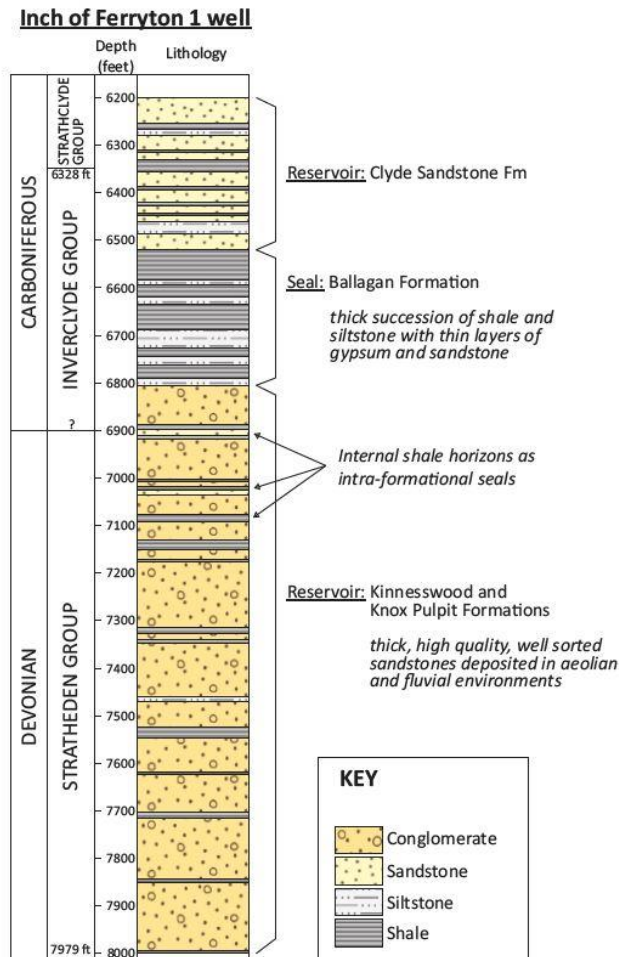 Inch of Ferryton 1 well
Depth
(feet)
Lithology
CARBONIFEROUS
DEVONIAN
STRATHCLYDE
GROUP
6328 ft
INVERCLYDE GROUP
?
STRATHEDEN GROUP
7979 ft
6200
6300
6400
6500
6600
6700
6800
6900
7000
7100
7200
7300
7400
7500
7600
7700
7800
7900
8000
Reservoir: Clyde Sandstone Fm
Seal: Ballagan Formation
thick succession of shale and
siltstone with thin layers of
gypsum and sandstone
Internal shale horizons as
intra-formational seals
Reservoir: Kinnesswood and
Knox Pulpit Formations
thick, high quality, well sorted
sandstones deposited in aeolian
and fluvial environments
KEY
Conglomerate
Sandstone
Siltstone
Shale